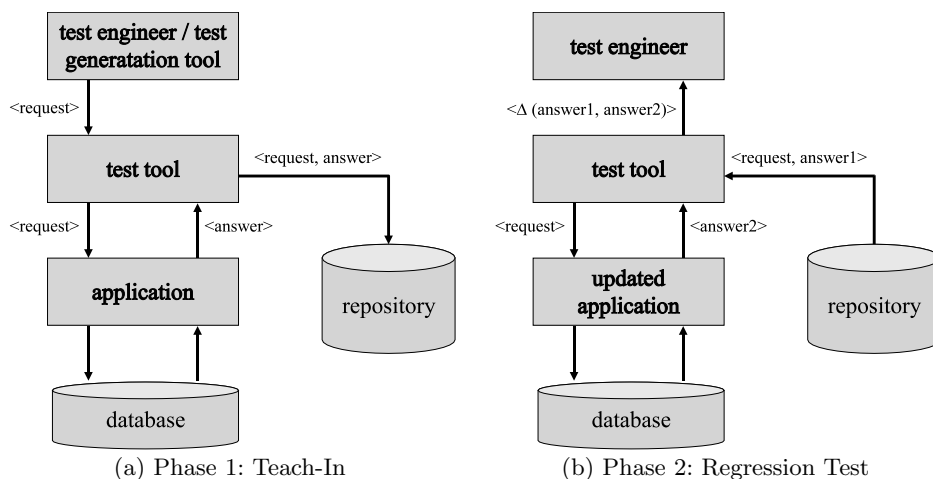 test engineer / test
generatation tool
<request>
test tool
<request, answer>
<request>
<answer>
application
repository
database
(a) Phase 1: Teach-In
test engineer
<Δ (answer1, answer2)>
test tool
<request, answer1>
<request>
<answer2>
updated
application
repository
database
(b) Phase 2: Regression Test